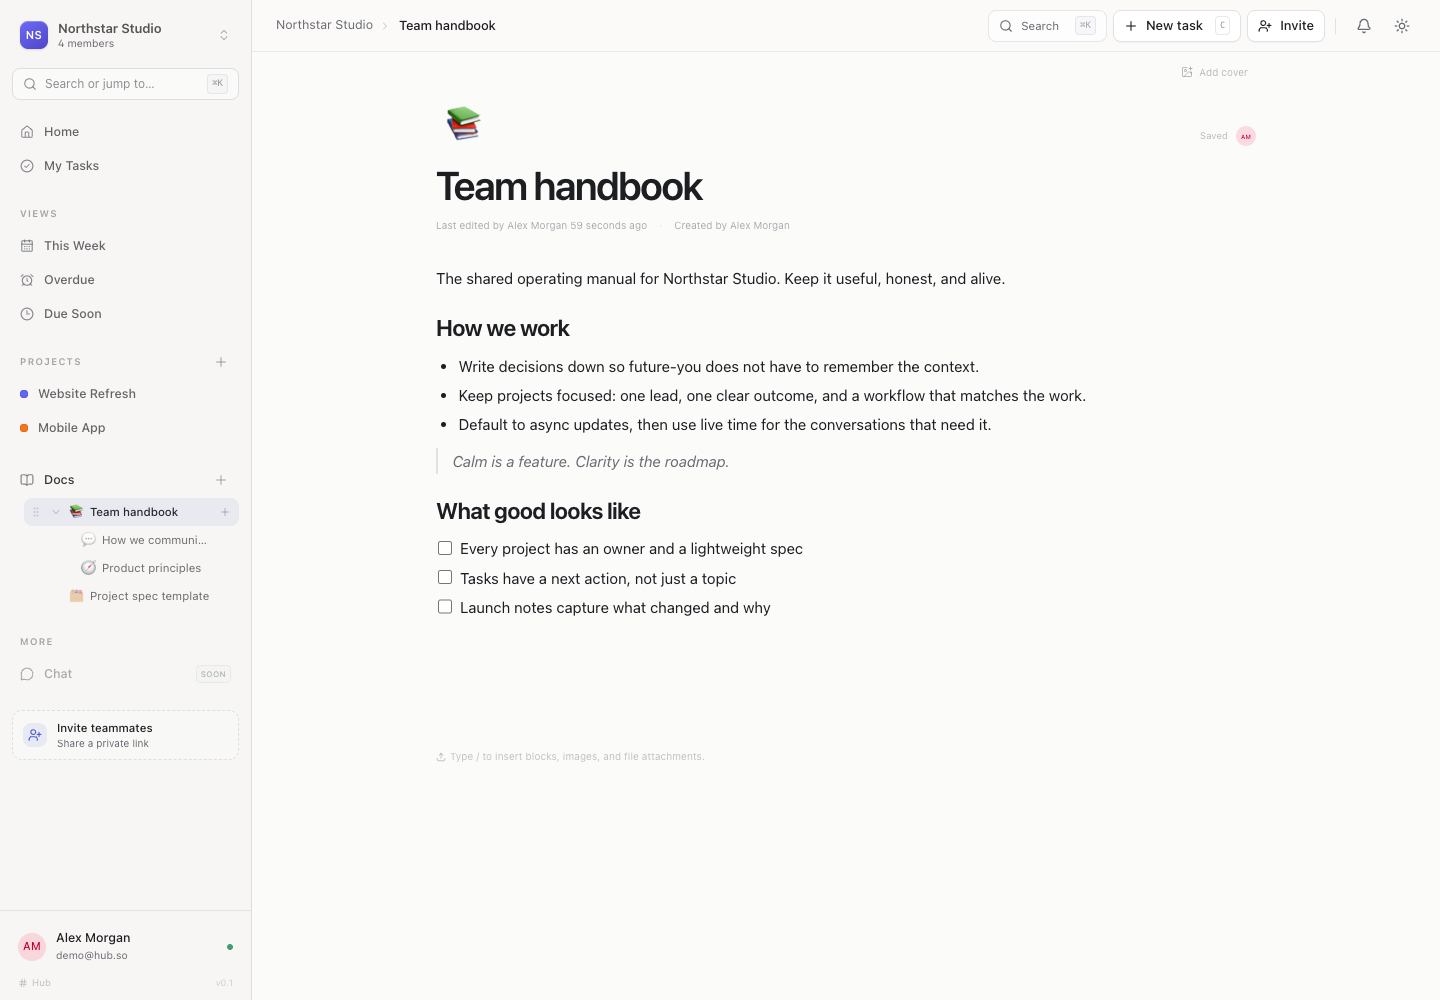 NS
Northstar Studio
4 members
Search or jump to...
⌘K
Home
My Tasks
VIEWS
This Week
Overdue
Due Soon
PROJECTS
Website Refresh
Mobile App
Docs
Team handbook
How we communi...
Product principles
Project spec template
MORE
Chat
SOON
Invite teammates
Share a private link
AM
Alex Morgan
demo@hub.so
Hub
v0.1
Northstar Studio
Team handbook
Search
⌘K
New task
C
Invite
Add cover
Saved
AM
Team handbook
Last edited by Alex Morgan 59 seconds ago · Created by Alex Morgan
The shared operating manual for Northstar Studio. Keep it useful, honest, and alive.
How we work
• Write decisions down so future-you does not have to remember the context.
• Keep projects focused: one lead, one clear outcome, and a workflow that matches the work.
• Default to async updates, then use live time for the conversations that need it.
Calm is a feature. Clarity is the roadmap.
What good looks like
Every project has an owner and a lightweight spec
Tasks have a next action, not just a topic
Launch notes capture what changed and why
Type / to insert blocks, images, and file attachments.